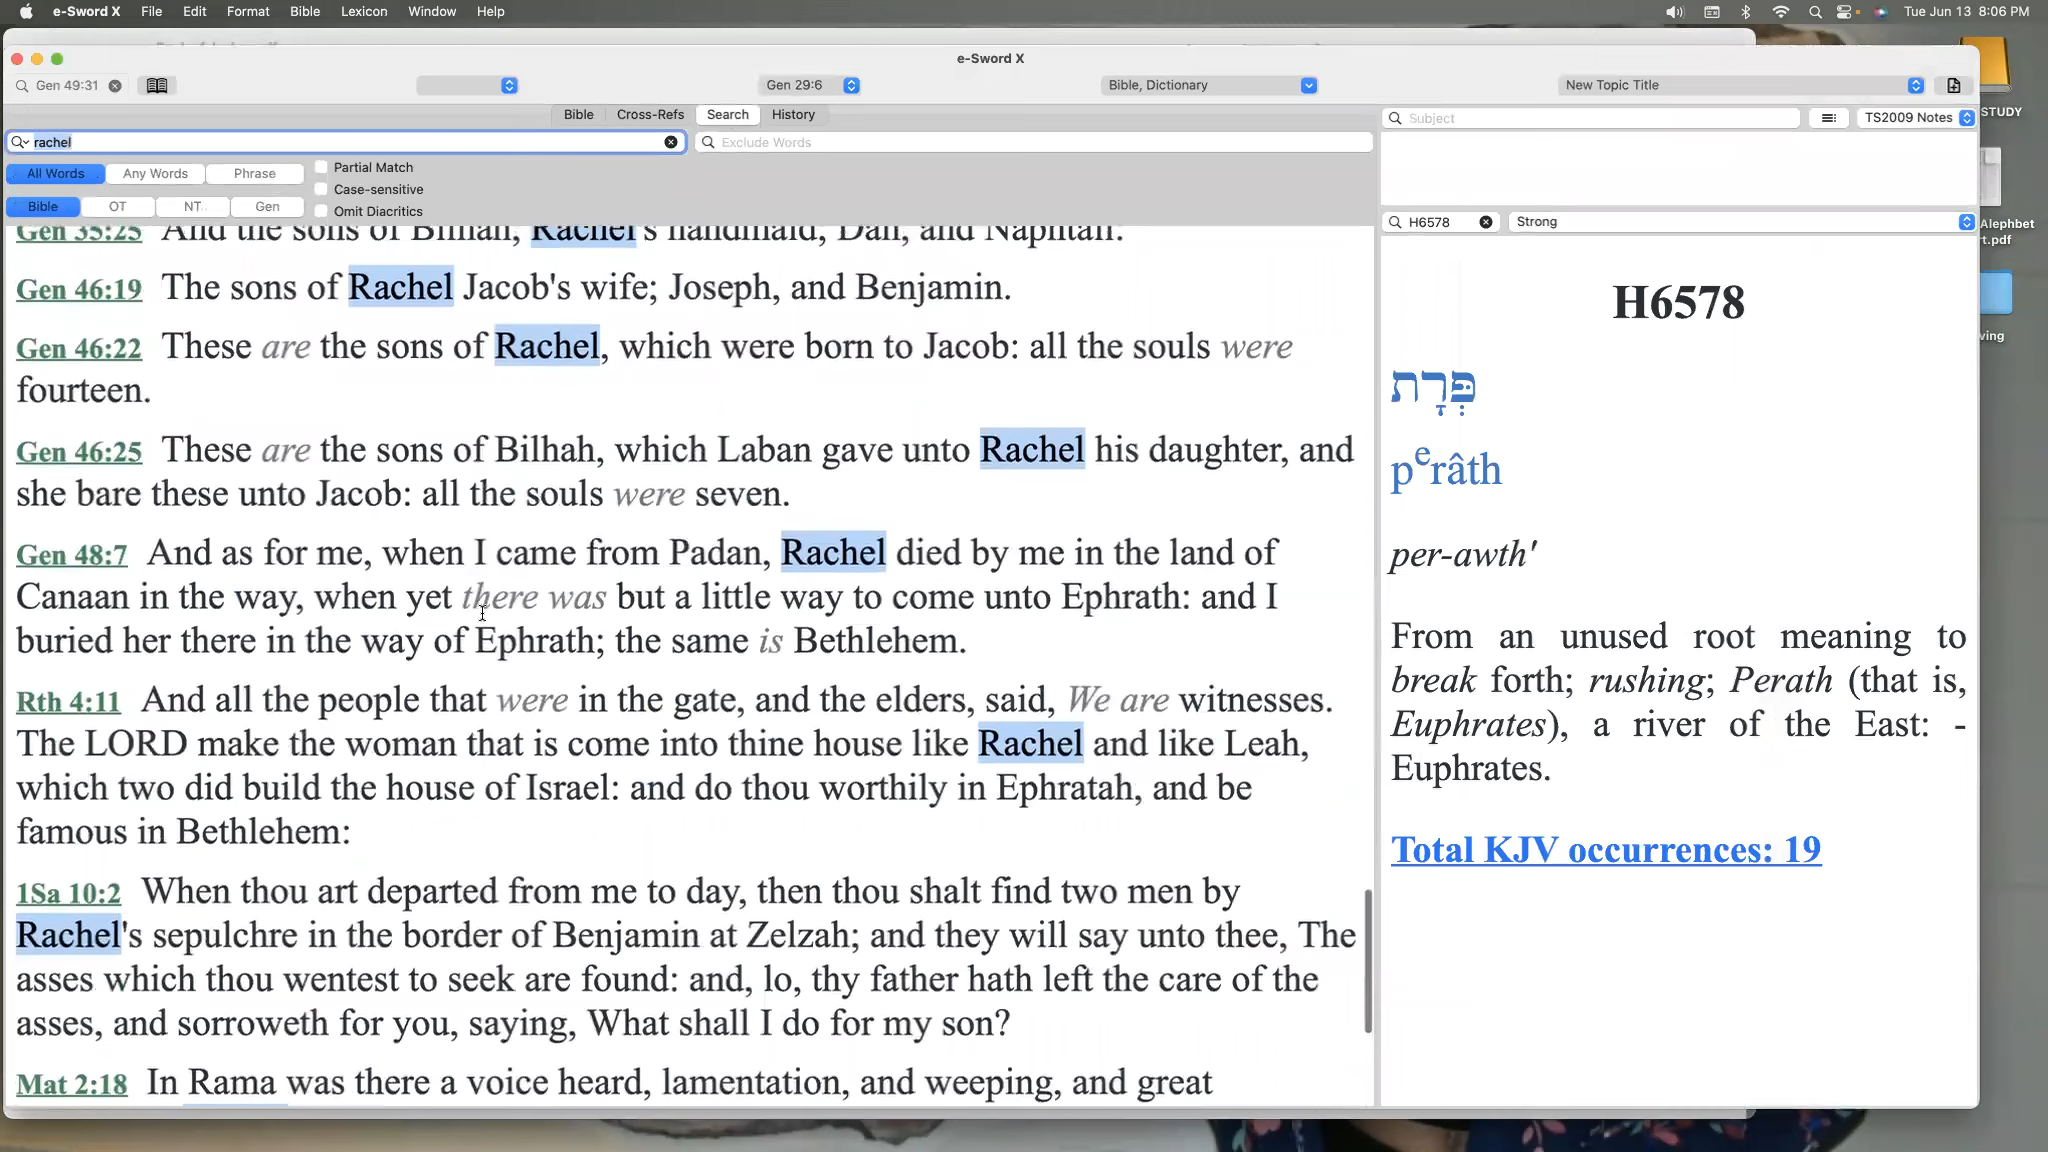 e-Sword X File Edit Format Bible Lexicon Window Help Tue Jun 13 8:06 PM
e-Sword X
Gen 49:31 Gen 29:6 Bible, Dictionary New Topic Title
Bible Cross-Refs Search History
Subject TS2009 Notes
STUDY
rachel Exclude Words
All Words Any Words Phrase Partial Match
Case-sensitive
Bible OT NT Gen Omit Diacritics
H6578 Strong
Alephbet
t.pdf
ving
Gen 35:25 And the sons of Bilhah, Rachel's handmaid; Dan, and Naphtali:
Gen 46:19 The sons of Rachel Jacob's wife; Joseph, and Benjamin.
Gen 46:22 These are the sons of Rachel, which were born to Jacob: all the souls were
fourteen.
Gen 46:25 These are the sons of Bilhah, which Laban gave unto Rachel his daughter, and
she bare these unto Jacob: all the souls were seven.
Gen 48:7 And as for me, when I came from Padan, Rachel died by me in the land of
Canaan in the way, when yet there was but a little way to come unto Ephrath: and I
buried her there in the way of Ephrath; the same is Bethlehem.
Rth 4:11 And all the people that were in the gate, and the elders, said, We are witnesses.
The LORD make the woman that is come into thine house like Rachel and like Leah,
which two did build the house of Israel: and do thou worthily in Ephratah, and be
famous in Bethlehem:
1Sa 10:2 When thou art departed from me to day, then thou shalt find two men by
Rachel's sepulchre in the border of Benjamin at Zelzah; and they will say unto thee, The
asses which thou wentest to seek are found: and, lo, thy father hath left the care of the
asses, and sorroweth for you, saying, What shall I do for my son?
Mat 2:18 In Rama was there a voice heard, lamentation, and weeping, and great
H6578
פְּרָת
pᵉrâth
per-awth'
From an unused root meaning to
break forth; rushing; Perath (that is,
Euphrates), a river of the East: -
Euphrates.
Total KJV occurrences: 19